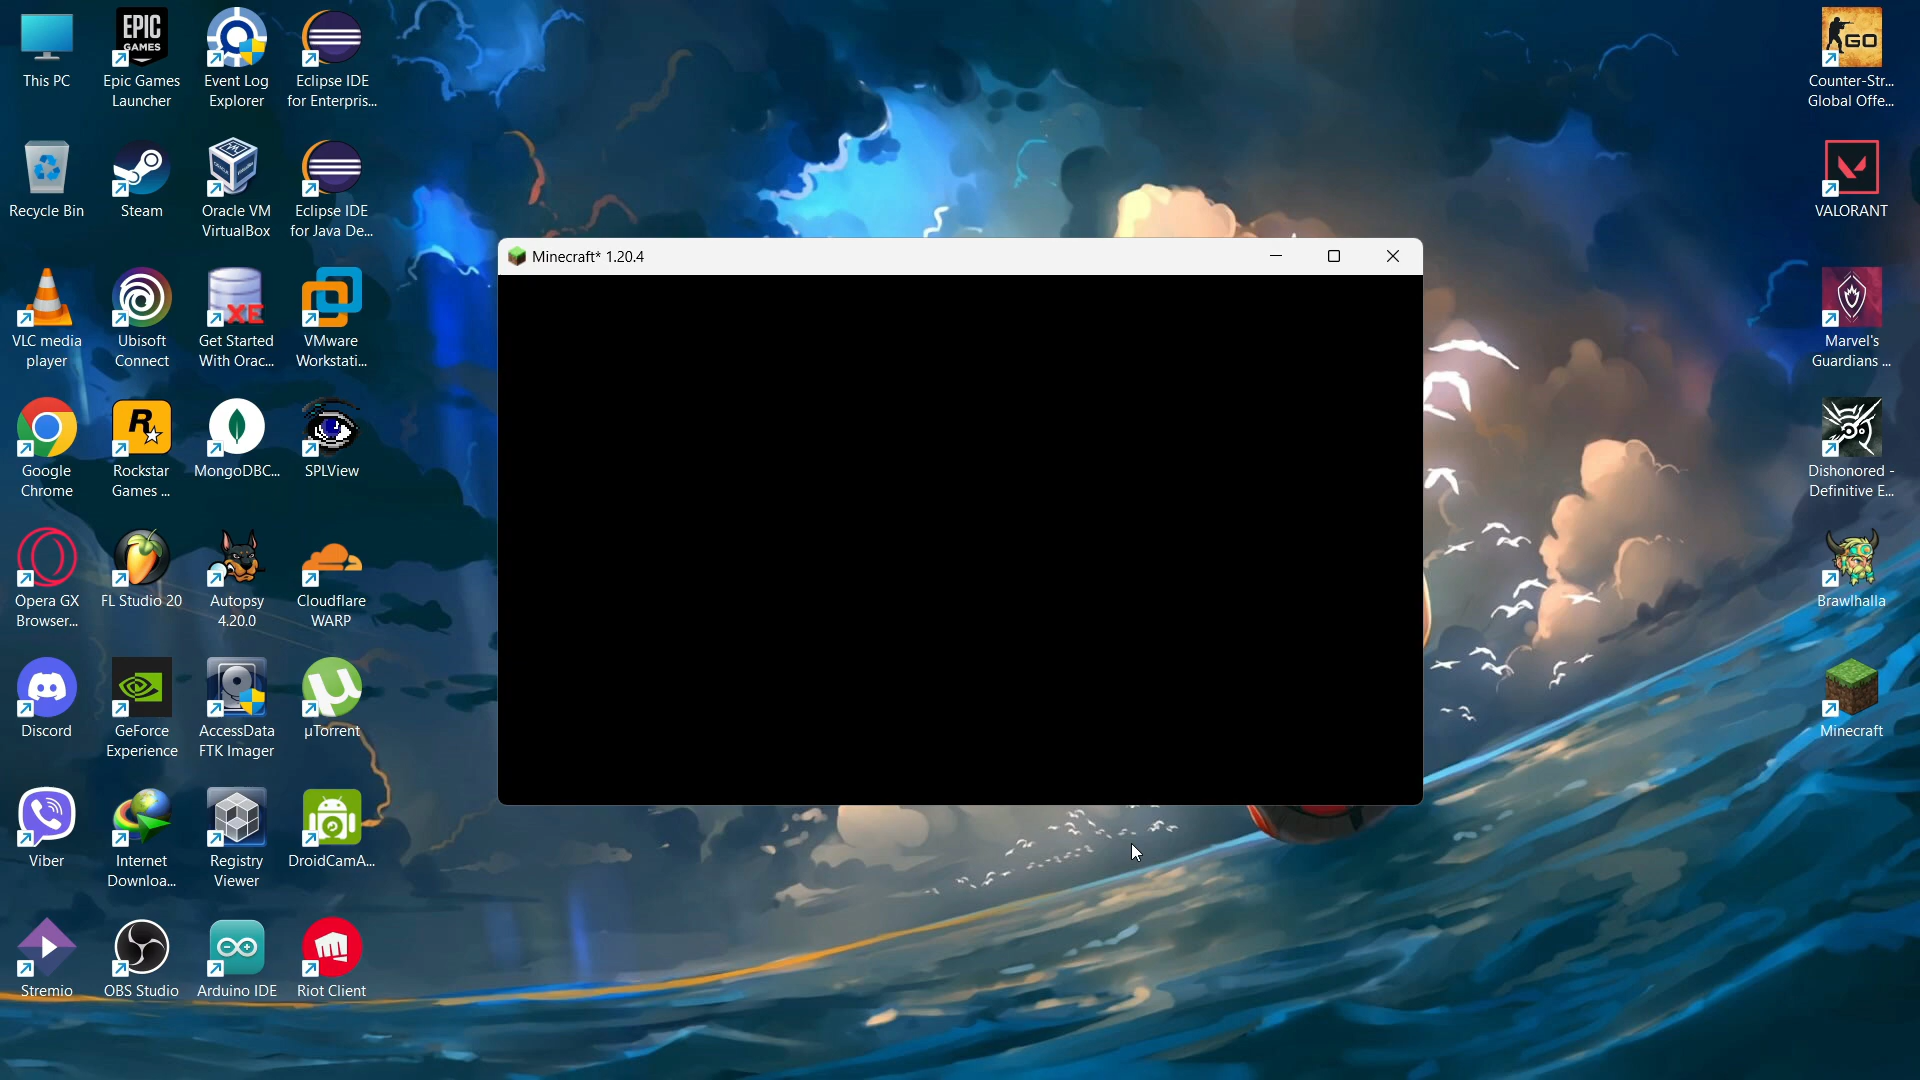 This PC
EPIC
GAMES
Epic Games
Launcher
Event Log
Explorer
Eclipse IDE
for Enterpris...
GO
Counter-Str...
Global Offe...
Recycle Bin
Steam
Oracle VM
VirtualBox
Eclipse IDE
for Java De...
VALORANT
Minecraft* 1.20.4
VLC media
player
Ubisoft
Connect
XE
Get Started
With Orac...
VMware
Workstati...
Marvel's
Guardians ...
Google
Chrome
R
Rockstar
Games ...
MongoDBC...
SPLView
Dishonored -
Definitive E...
Opera GX
Browser...
FL Studio 20
Autopsy
4.20.0
Cloudflare
WARP
Brawlhalla
Discord
GeForce
Experience
AccessData
FTK Imager
µ
µTorrent
Minecraft
Viber
Internet
Downloa...
Registry
Viewer
DroidCamA...
Stremio
OBS Studio
Arduino IDE
Riot Client